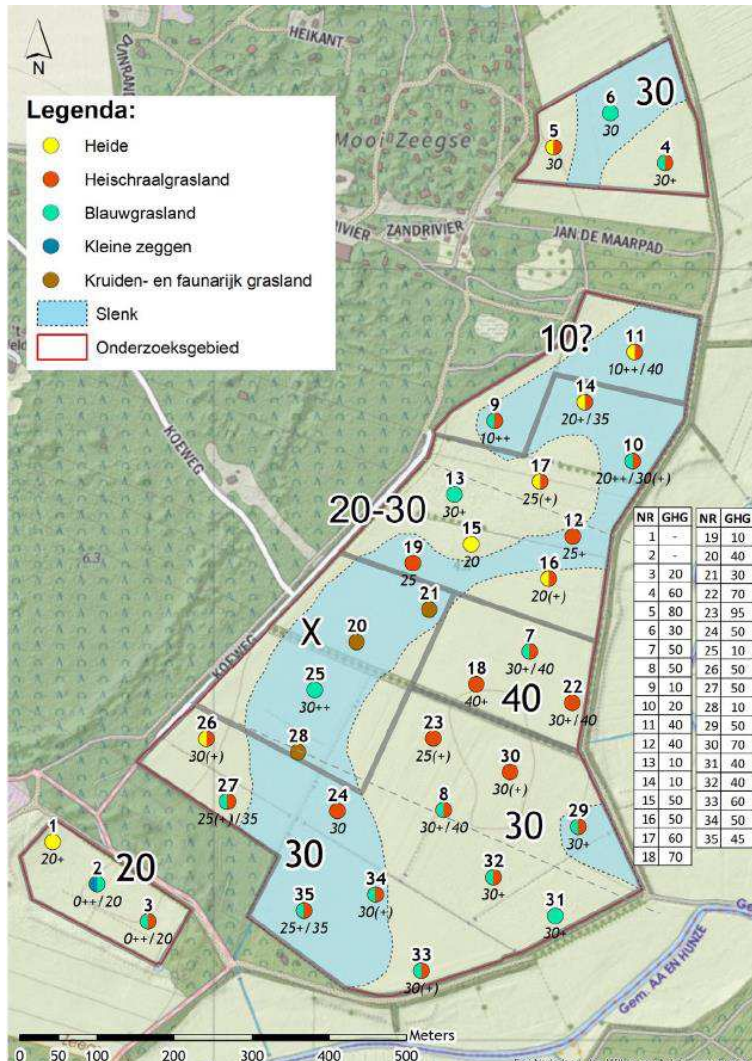 HEIKANT
N
DUINRAND
Legenda:
Heide
Heischraalgrasland
Blauwgrasland
Kleine zeggen
Kruiden- en faunarijk grasland
Slenk
Onderzoeksgebied
Mooi Zeegse
ZANDRIVIER
JAN DE MAARPAD
KOEWEG
KOEWEG
6.3
6
30
30
5
30
4
30+
10?
11
10++/40
14
20+/35
9
10++
10
20++/30(+)
17
25(+)
13
30+
20-30
15
20
12
25+
19
25
16
20(+)
21
X
20
7
30+/40
25
30++
18
40+
40
22
30+/40
26
30(+)
28
23
25(+)
30
30(+)
27
25(+)/35
24
30
8
30+/40
30
29
30+
1
20+
2
0++/20
20
3
0++/20
30
35
25+/35
34
30(+)
32
30+
31
30+
33
30(+)
NR GHG NR GHG
1 - 19 10
2 - 20 40
3 20 21 30
4 60 22 70
5 80 23 95
6 30 24 50
7 50 25 10
8 50 26 50
9 10 27 50
10 20 28 10
11 40 29 50
12 40 30 70
13 10 31 40
14 10 32 40
15 50 33 60
16 50 34 50
17 60 35 45
18 70
Gem. AA EN HUNZE
Meters
0 50 100 200 300 400 500